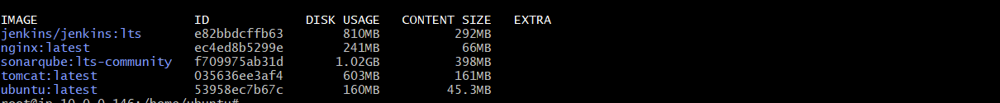 IMAGE ID DISK USAGE CONTENT SIZE EXTRA
jenkins/jenkins:lts e82bbdcffb63 810MB 292MB
nginx:latest ec4ed8b5299e 241MB 66MB
sonarqube:lts-community f709975ab31d 1.02GB 398MB
tomcat:latest 035636ee3af4 603MB 161MB
ubuntu:latest 53958ec7b67c 160MB 45.3MB
root@ip-10-0-0-146:/home/ubuntu#